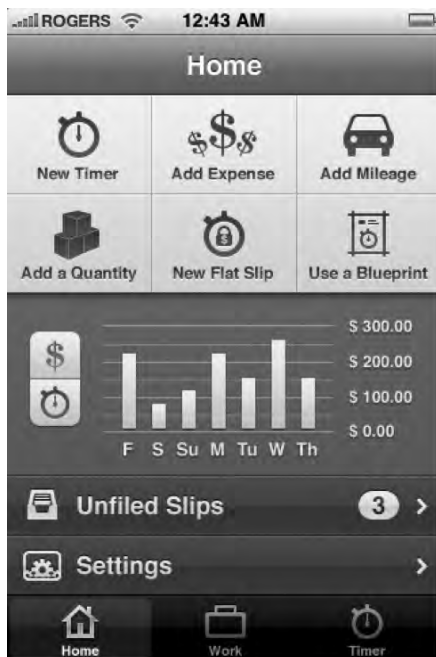 ROGERS 12:43 AM
Home
New Timer Add Expense Add Mileage
Add a Quantity New Flat Slip Use a Blueprint
$ 300.00
$ 200.00
$ 100.00
$ 0.00
F S Su M Tu W Th
Unfiled Slips 3
Settings
Home Work Timer